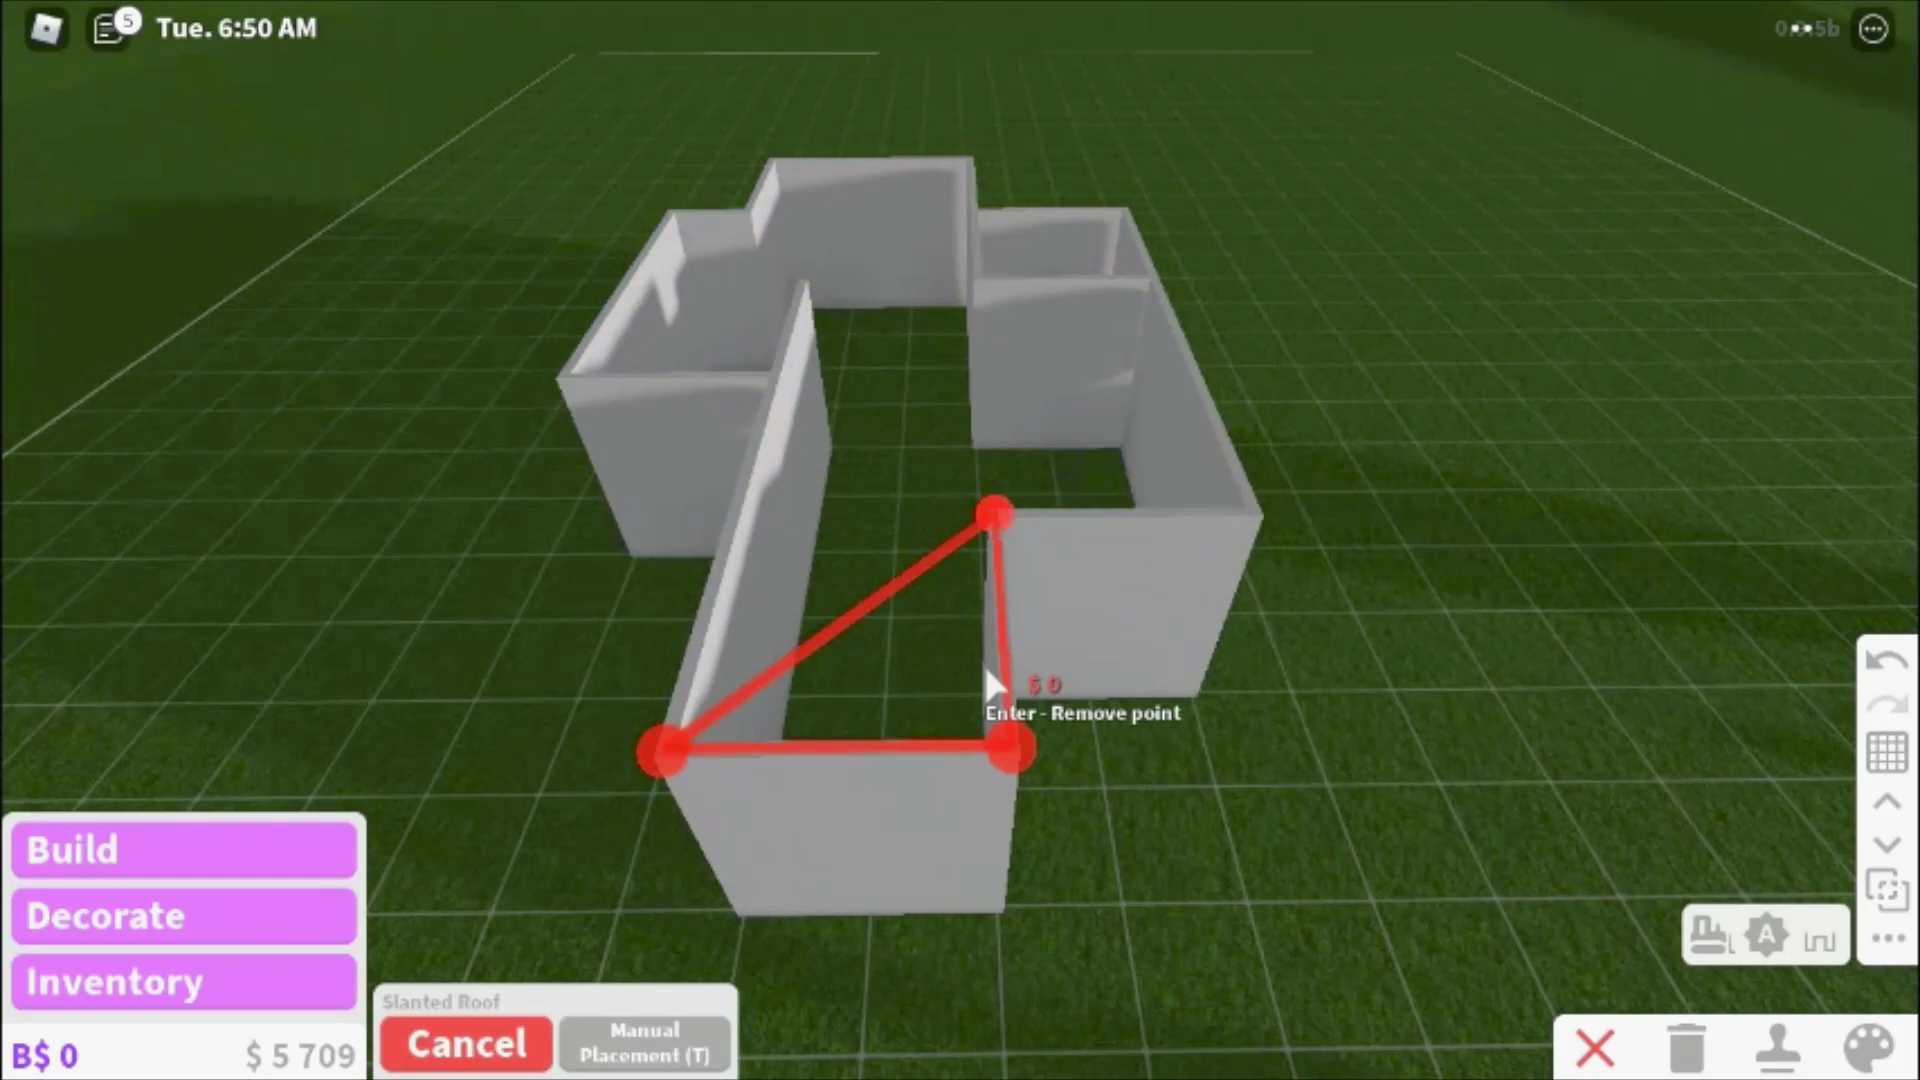 5
Tue. 6:50 AM
$ 0
Enter - Remove point
Build
Decorate
Inventory
B$ 0
$ 5 709
Slanted Roof
Cancel
Manual
Placement (T)
A